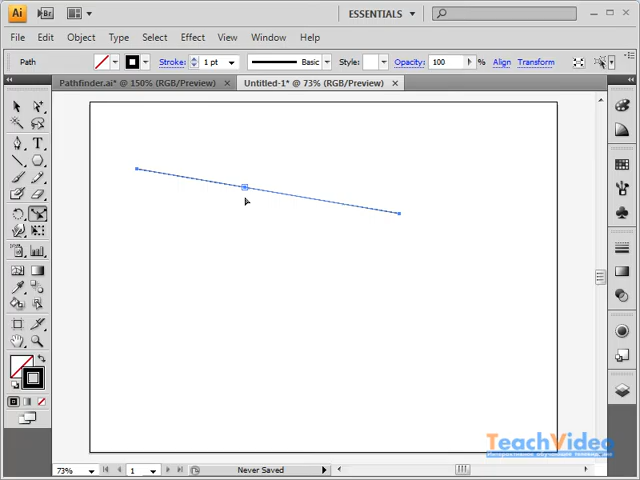 Ai Br ESSENTIALS
File Edit Object Type Select Effect View Window Help
Path Stroke: 1 pt Basic Style: Opacity: 100 % Align Transform
Pathfinder.ai* @ 150% (RGB/Preview) Untitled-1* @ 73% (RGB/Preview)
TeachVideo
73% 1 Never Saved